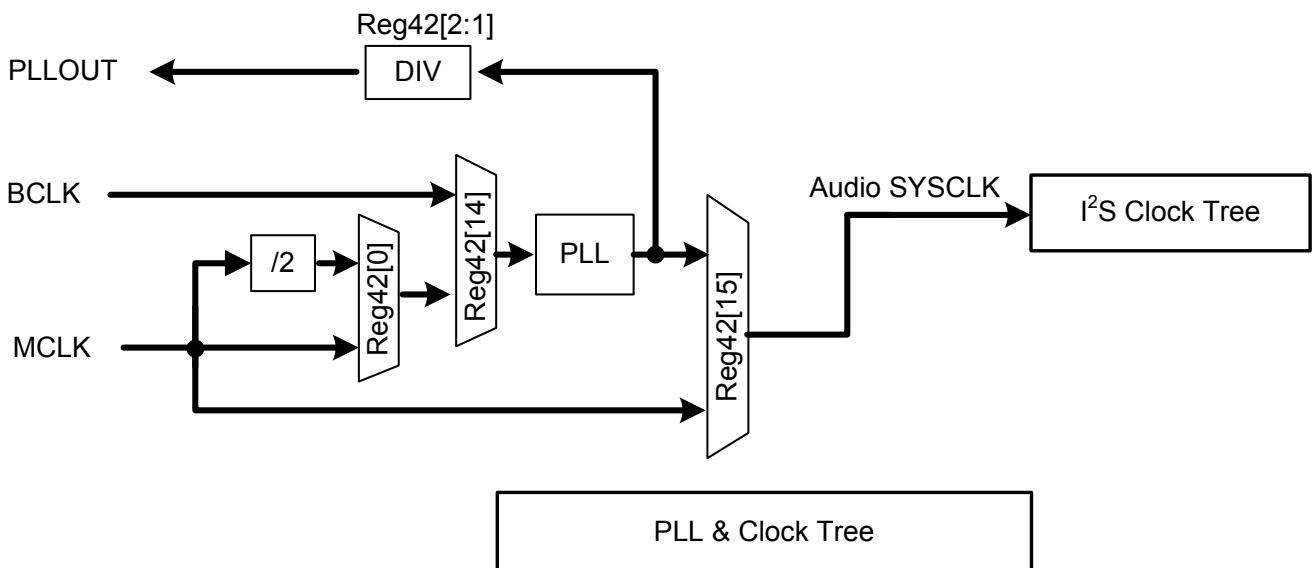 Reg42[2:1]
PLLOUT
DIV
BCLK
Reg42[14]
Audio SYSCLK
I²S Clock Tree
/2
Reg42[0]
PLL
Reg42[15]
MCLK
PLL & Clock Tree